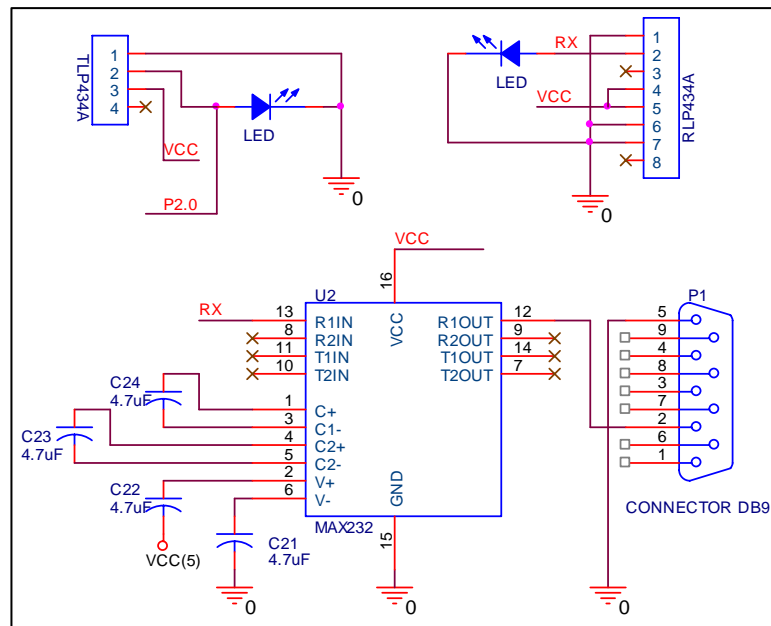 TLP434A
1
2
3
4
LED
VCC
P2.0
0
LED
RX
VCC
1
2
3
4
5
6
7
8
RLP434A
0
VCC
U2
16
VCC
RX
13 R1IN
8 R2IN
11 T1IN
10 T2IN
1 C+
3 C1-
4 C2+
5 C2-
2 V+
6 V-
R1OUT 12
R2OUT 9
T1OUT 14
T2OUT 7
GND
15
MAX232
C24
4.7uF
C23
4.7uF
C22
4.7uF
VCC(5)
C21
4.7uF
0
0
0
P1
5
9
4
8
3
7
2
6
1
CONNECTOR DB9